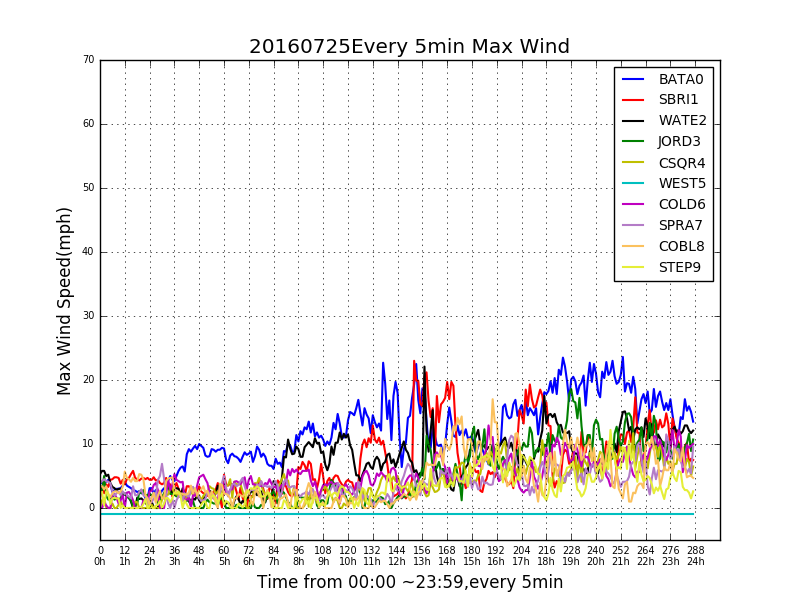 20160725Every 5min Max Wind
70
60
50
40
30
20
10
0
Max Wind Speed(mph)
BATA0
SBRI1
WATE2
JORD3
CSQR4
WEST5
COLD6
SPRA7
COBL8
STEP9
0 12 24 36 48 60 72 84 96 108 120 132 144 156 168 180 192 204 216 228 240 252 264 276 288
0h 1h 2h 3h 4h 5h 6h 7h 8h 9h 10h 11h 12h 13h 14h 15h 16h 17h 18h 19h 20h 21h 22h 23h 24h
Time from 00:00 ~23:59,every 5min